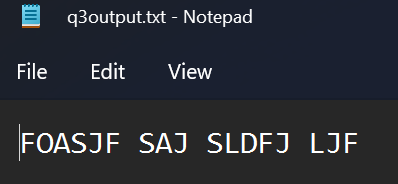 q3output.txt - Notepad
File Edit View
FOASJF SAJ SLDFJ LJF